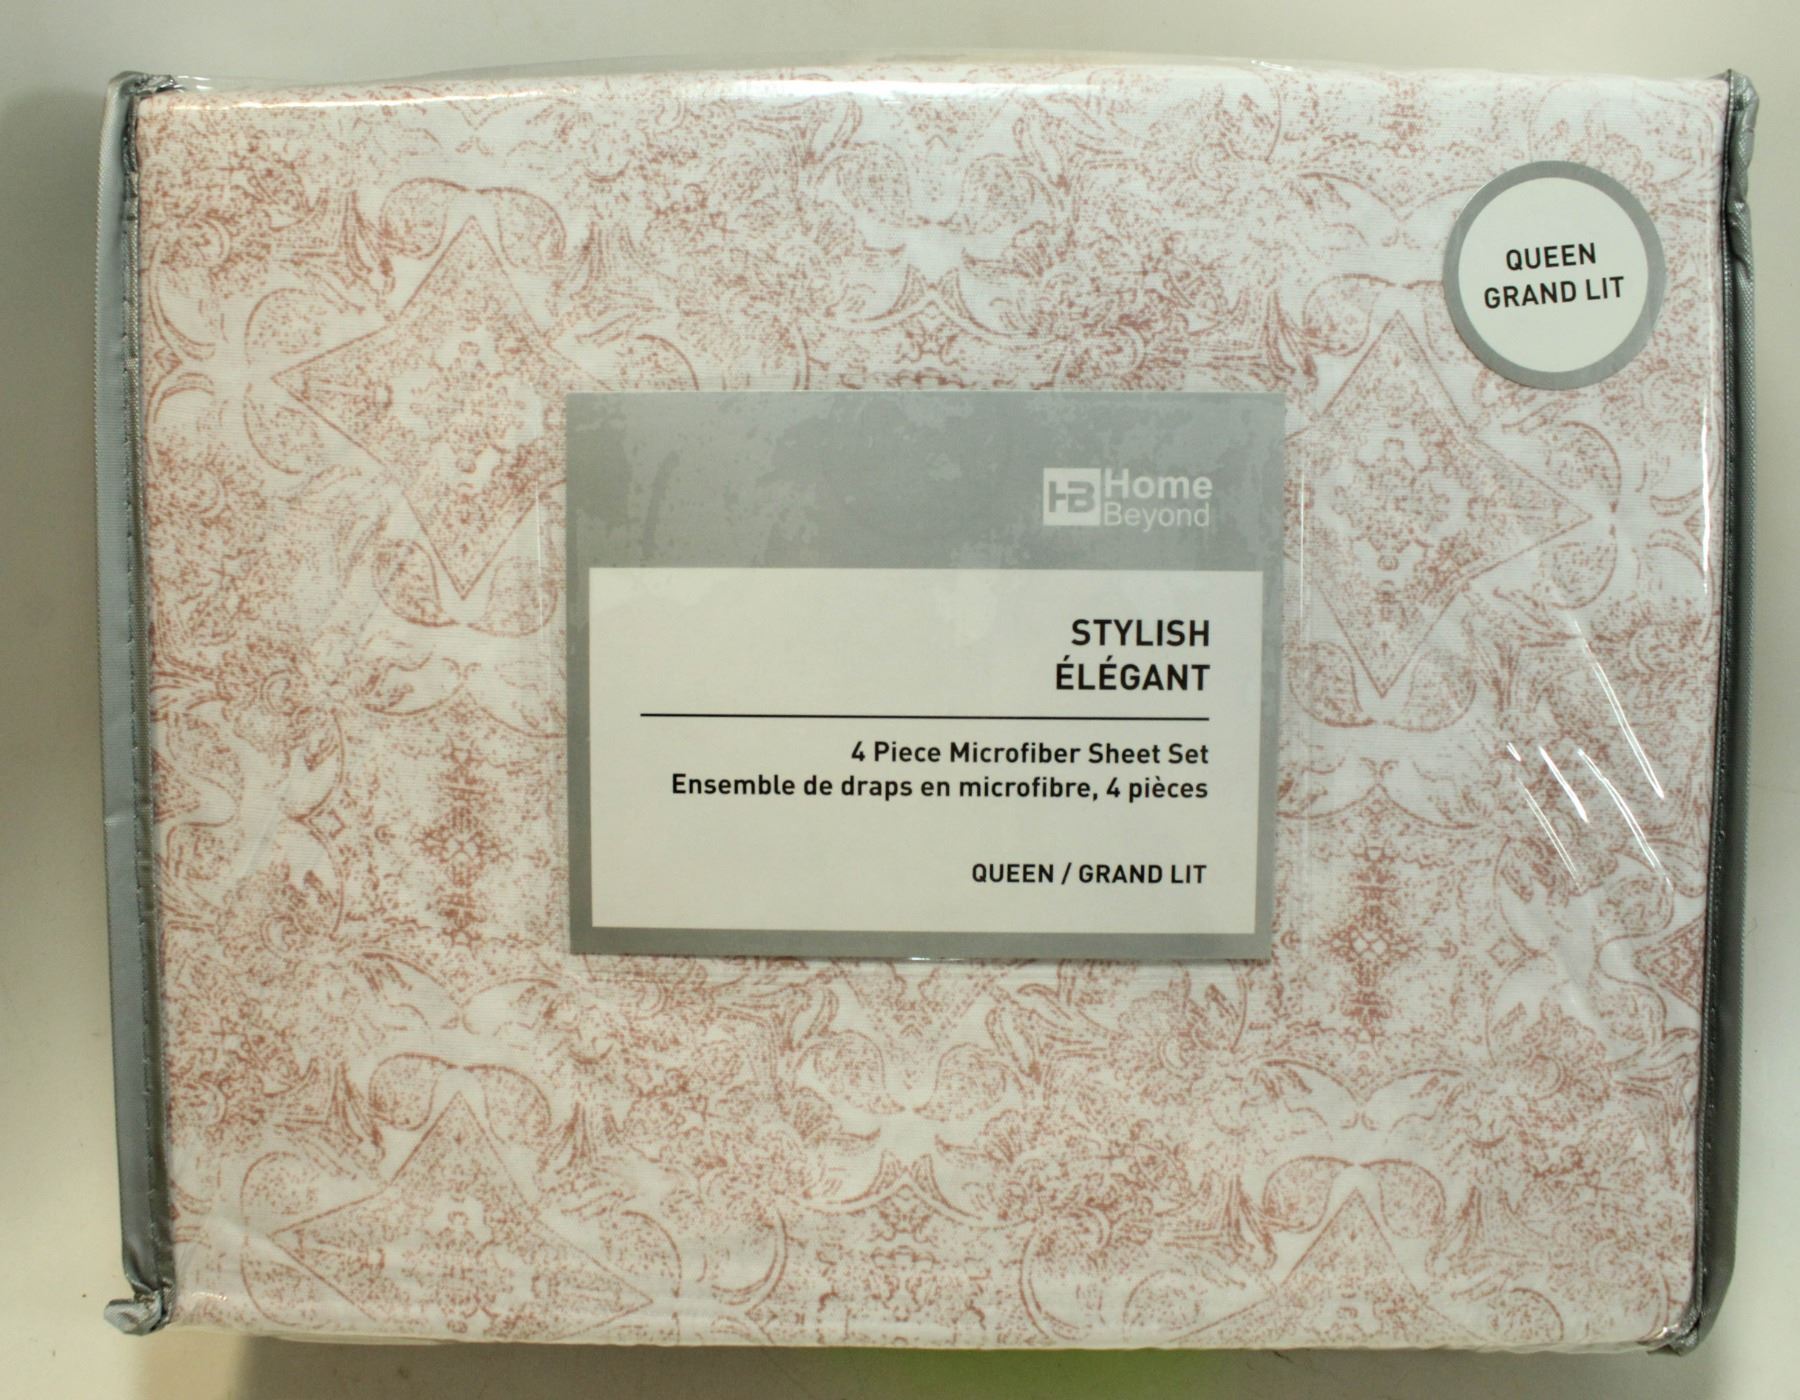 QUEEN
GRAND LIT
HB Home
Beyond
STYLISH
ÉLÉGANT
4 Piece Microfiber Sheet Set
Ensemble de draps en microfibre, 4 pièces
QUEEN / GRAND LIT